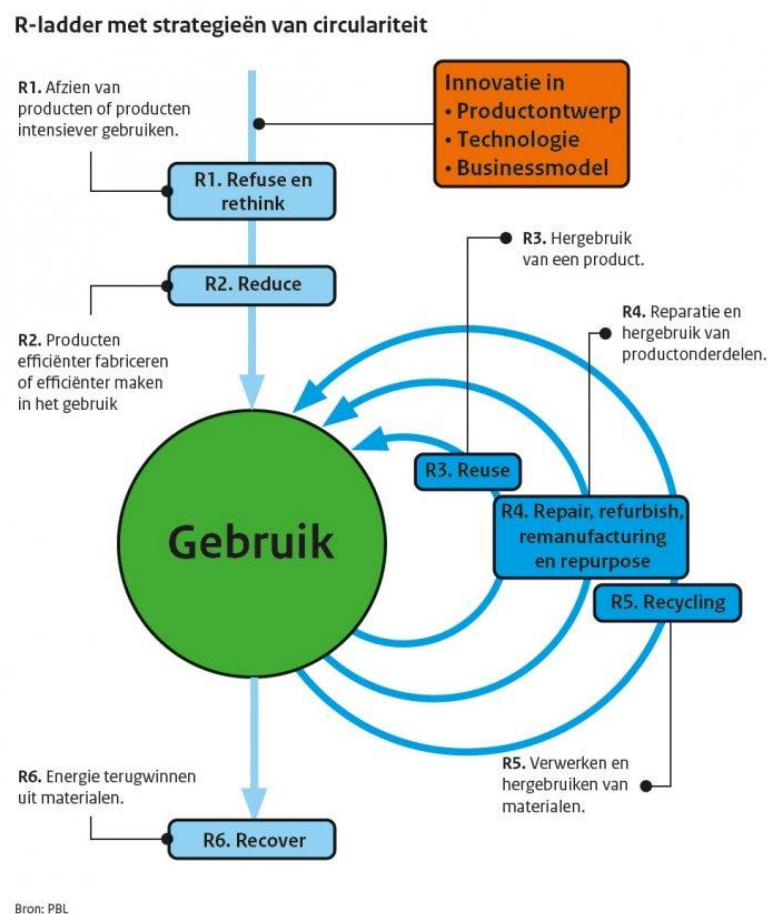 R-ladder met strategieën van circulariteit
R1. Afzien van
producten of producten
intensiever gebruiken.
Innovatie in
• Productontwerp
• Technologie
• Businessmodel
R1. Refuse en
rethink
R3. Hergebruik
van een product.
R2. Reduce
R4. Reparatie en
hergebruik van
productonderdelen.
R2. Producten
efficiënter fabriceren
of efficiënter maken
in het gebruik
R3. Reuse
Gebruik
R4. Repair, refurbish,
remanufacturing
en repurpose
R5. Recycling
R5. Verwerken en
hergebruiken van
materialen.
R6. Energie terugwinnen
uit materialen.
R6. Recover
Bron: PBL